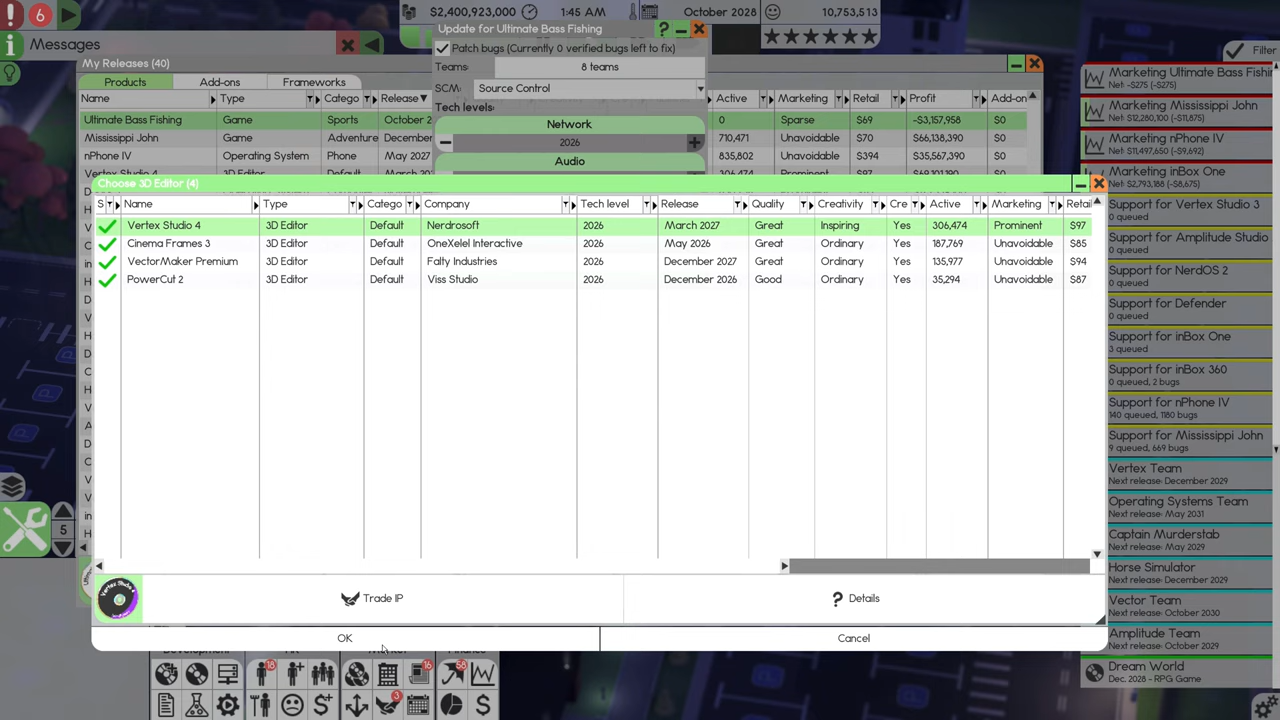 6
$2,400,923,000
1:45 AM
October 2028
10,753,513
Messages
Update for Ultimate Bass Fishing
Patch bugs (Currently 0 verified bugs left to fix)
Teams:
8 teams
SCM:
Source Control
Tech levels:
Network
2026
Audio
My Releases (40)
Products
Add-ons
Frameworks
Name
Type
Catego
Release
Active
Marketing
Retail
Profit
Add-on
Ultimate Bass Fishing
Game
Sports
October 2
0
Sparse
$69
-$3,157,958
$0
Mississippi John
Game
Adventure
December
710,471
Unavoidable
$70
$66,138,390
$0
nPhone IV
Operating System
Phone
May 2027
835,802
Unavoidable
$394
$35,567,390
$0
Choose 3D Editor (4)
S
Name
Type
Catego
Company
Tech level
Release
Quality
Creativity
Cre
Active
Marketing
Retail
Vertex Studio 4
3D Editor
Default
Nerdrosoft
2026
March 2027
Great
Inspiring
Yes
306,474
Prominent
$97
Cinema Frames 3
3D Editor
Default
OneXelel Interactive
2026
May 2026
Great
Ordinary
Yes
187,769
Unavoidable
$85
VectorMaker Premium
3D Editor
Default
Falty Industries
2026
December 2027
Great
Ordinary
Yes
135,977
Unavoidable
$94
PowerCut 2
3D Editor
Default
Viss Studio
2026
December 2026
Good
Ordinary
Yes
35,294
Unavoidable
$87
Trade IP
Details
OK
Cancel
5
18
16
58
3
Filter
Marketing Ultimate Bass Fishin
Net -$275 (-$275)
Marketing Mississippi John
Net $12,280,100 (-$11,875)
Marketing nPhone IV
Net $11,497,650 (-$9,692)
Marketing inBox One
Net $2,793,188 (-$8,675)
Support for Vertex Studio 3
0 queued
Support for Amplitude Studio
0 queued
Support for NerdOS 2
0 queued
Support for Defender
0 queued
Support for inBox One
3 queued
Support for inBox 360
0 queued, 2 bugs
Support for nPhone IV
140 queued, 1180 bugs
Support for Mississippi John
9 queued, 669 bugs
Vertex Team
Next release: December 2029
Operating Systems Team
Next release: May 2031
Captain Murderstab
Next release: May 2029
Horse Simulator
Next release: December 2029
Vector Team
Next release: October 2030
Amplitude Team
Next release: December 2029
Dream World
Dec. 2028 - RPG Game